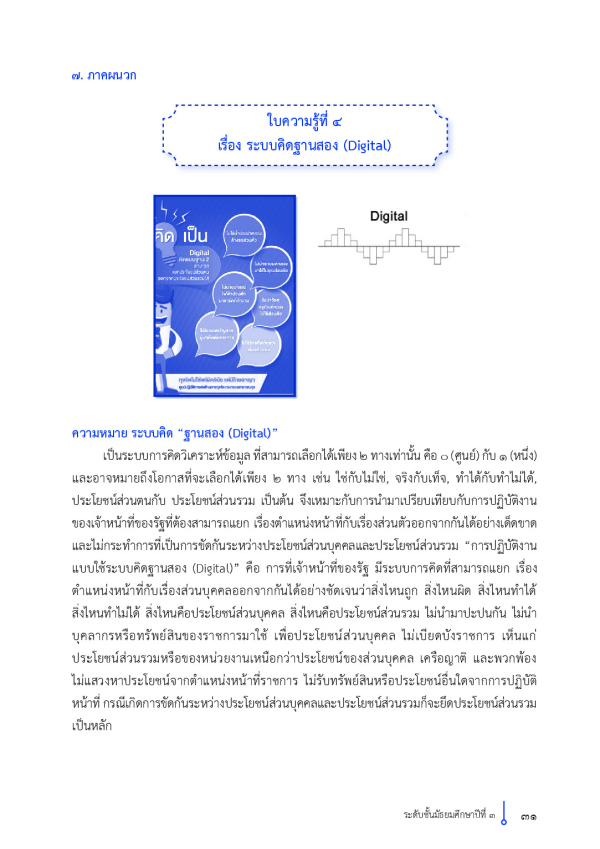 ๗. ภาคผนวก
ใบความรู้ที่ ๔
เรื่อง ระบบคิดฐานสอง (Digital)
คิด เป็น
Digital
Digital
ความหมาย ระบบคิด “ฐานสอง (Digital)”
เป็นระบบการคิดวิเคราะห์ข้อมูล ที่สามารถเลือกได้เพียง ๒ ทางเท่านั้น คือ ๐ (ศูนย์) กับ ๑ (หนึ่ง)
และอาจหมายถึงโอกาสที่จะเลือกได้เพียง ๒ ทาง เช่น ใช่กับไม่ใช่, จริงกับเท็จ, ทำได้กับทำไม่ได้,
ประโยชน์ส่วนตนกับ ประโยชน์ส่วนรวม เป็นต้น จึงเหมาะกับการนำมาเปรียบเทียบกับการปฏิบัติงาน
ของเจ้าหน้าที่ของรัฐที่ต้องสามารถแยก เรื่องตำแหน่งหน้าที่กับเรื่องส่วนตัวออกจากกันได้อย่างเด็ดขาด
และไม่กระทำการที่เป็นการขัดกันระหว่างประโยชน์ส่วนบุคคลและประโยชน์ส่วนรวม “การปฏิบัติงาน
แบบใช้ระบบคิดฐานสอง (Digital)” คือ การที่เจ้าหน้าที่ของรัฐ มีระบบการคิดที่สามารถแยก เรื่อง
ตำแหน่งหน้าที่กับเรื่องส่วนบุคคลออกจากกันได้อย่างชัดเจนว่าสิ่งไหนถูก สิ่งไหนผิด สิ่งไหนทำได้
สิ่งไหนทำไม่ได้ สิ่งไหนคือประโยชน์ส่วนบุคคล สิ่งไหนคือประโยชน์ส่วนรวม ไม่นำมาปะปนกัน ไม่นำ
บุคลากรหรือทรัพย์สินของราชการมาใช้ เพื่อประโยชน์ส่วนบุคคล ไม่เบียดบังราชการ เห็นแก่
ประโยชน์ส่วนรวมหรือของหน่วยงานเหนือกว่าประโยชน์ของส่วนบุคคล เครือญาติ และพวกพ้อง
ไม่แสวงหาประโยชน์จากตำแหน่งหน้าที่ราชการ ไม่รับทรัพย์สินหรือประโยชน์อื่นใดจากการปฏิบัติ
หน้าที่ กรณีเกิดการขัดกันระหว่างประโยชน์ส่วนบุคคลและประโยชน์ส่วนรวมก็จะยึดประโยชน์ส่วนรวม
เป็นหลัก
ระดับชั้นมัธยมศึกษาปีที่ ๓
๓๑